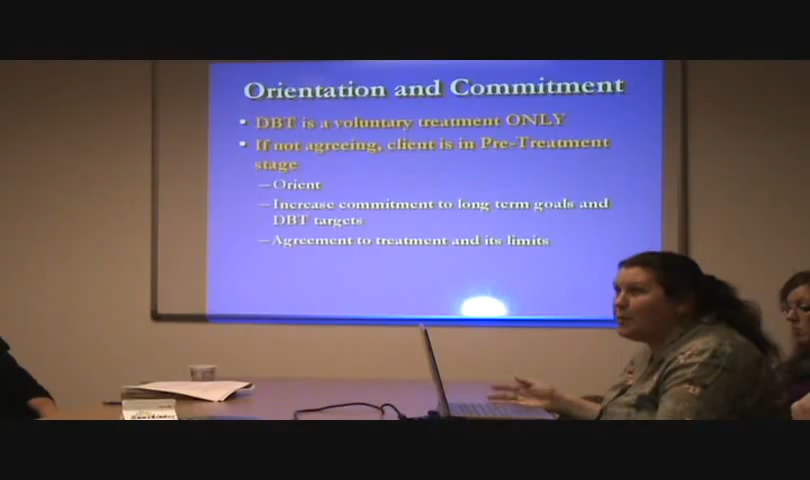 Orientation and Commitment
• DBT is a voluntary treatment ONLY
• If not agreeing, client is in Pre-Treatment
stage
– Orient
– Increase commitment to long term goals and
DBT targets
– Agreement to treatment and its limits